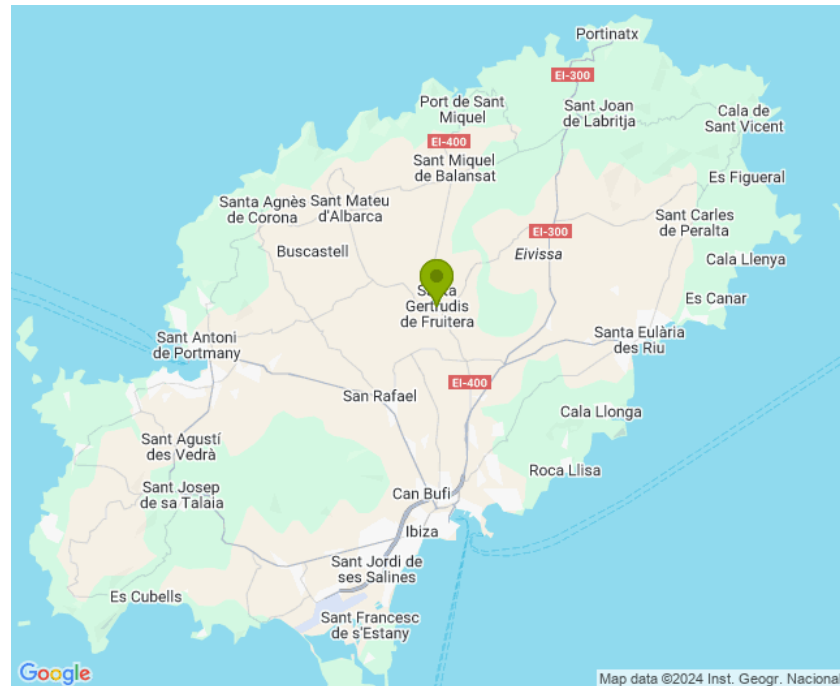 Portinatx
EI-300
Port de Sant
Miquel
Sant Joan
de Labritja
Cala de
Sant Vicent
EI-400
Sant Miquel
de Balansat
Es Figueral
Santa Agnès
de Corona
Sant Mateu
d'Albarca
Sant Carles
de Peralta
EI-300
Buscastell
Eivissa
Cala Llenya
Santa
Gertrudis
de Fruitera
Es Canar
Sant Antoni
de Portmany
Santa Eulària
des Riu
EI-400
San Rafael
Cala Llonga
Sant Agustí
des Vedrà
Roca Llisa
Sant Josep
de sa Talaia
Can Bufi
Ibiza
Sant Jordi de
ses Salines
Es Cubells
Sant Francesc
de s'Estany
Google
Map data ©2024 Inst. Geogr. Nacional